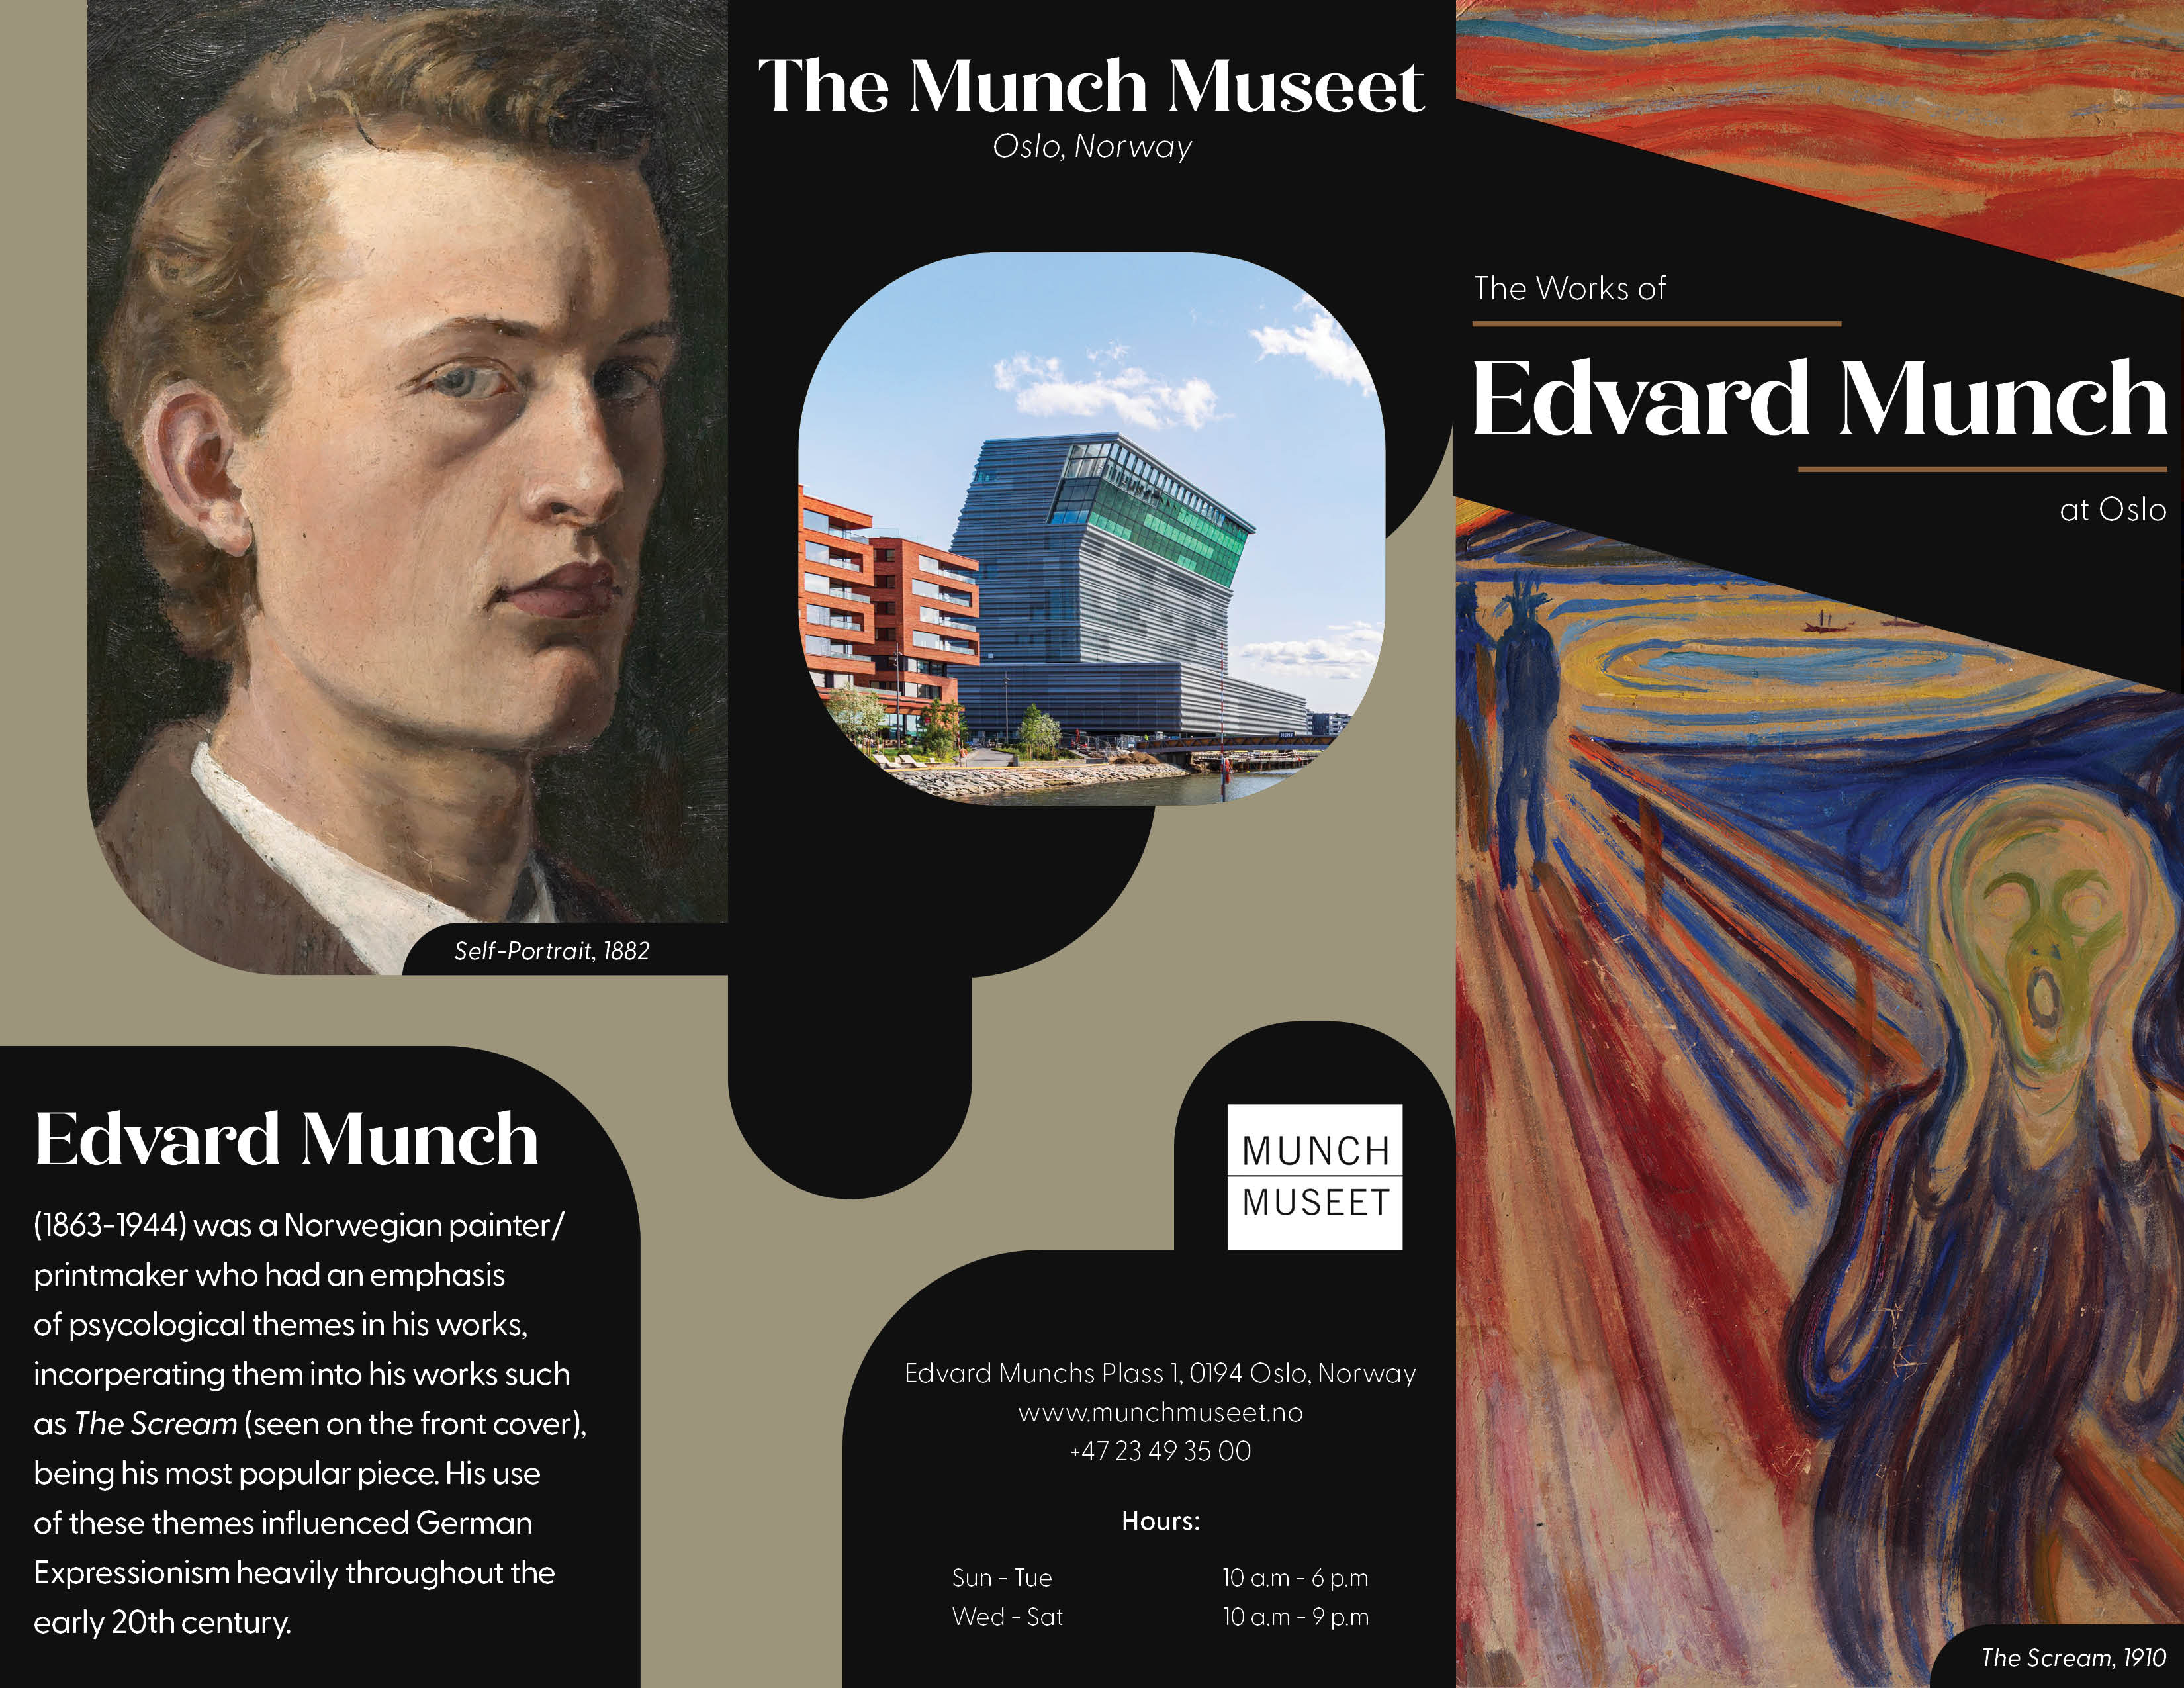 Self-Portrait, 1882
Edvard Munch
(1863-1944) was a Norwegian painter/
printmaker who had an emphasis
of psycological themes in his works,
incorperating them into his works such
as The Scream (seen on the front cover),
being his most popular piece. His use
of these themes influenced German
Expressionism heavily throughout the
early 20th century.
The Munch Museet
Oslo, Norway
MUNCH
MUSEET
Edvard Munchs Plass 1, 0194 Oslo, Norway
www.munchmuseet.no
+47 23 49 35 00
Hours:
Sun - Tue 10 a.m - 6 p.m
Wed - Sat 10 a.m - 9 p.m
The Works of
Edvard Munch
at Oslo
The Scream, 1910